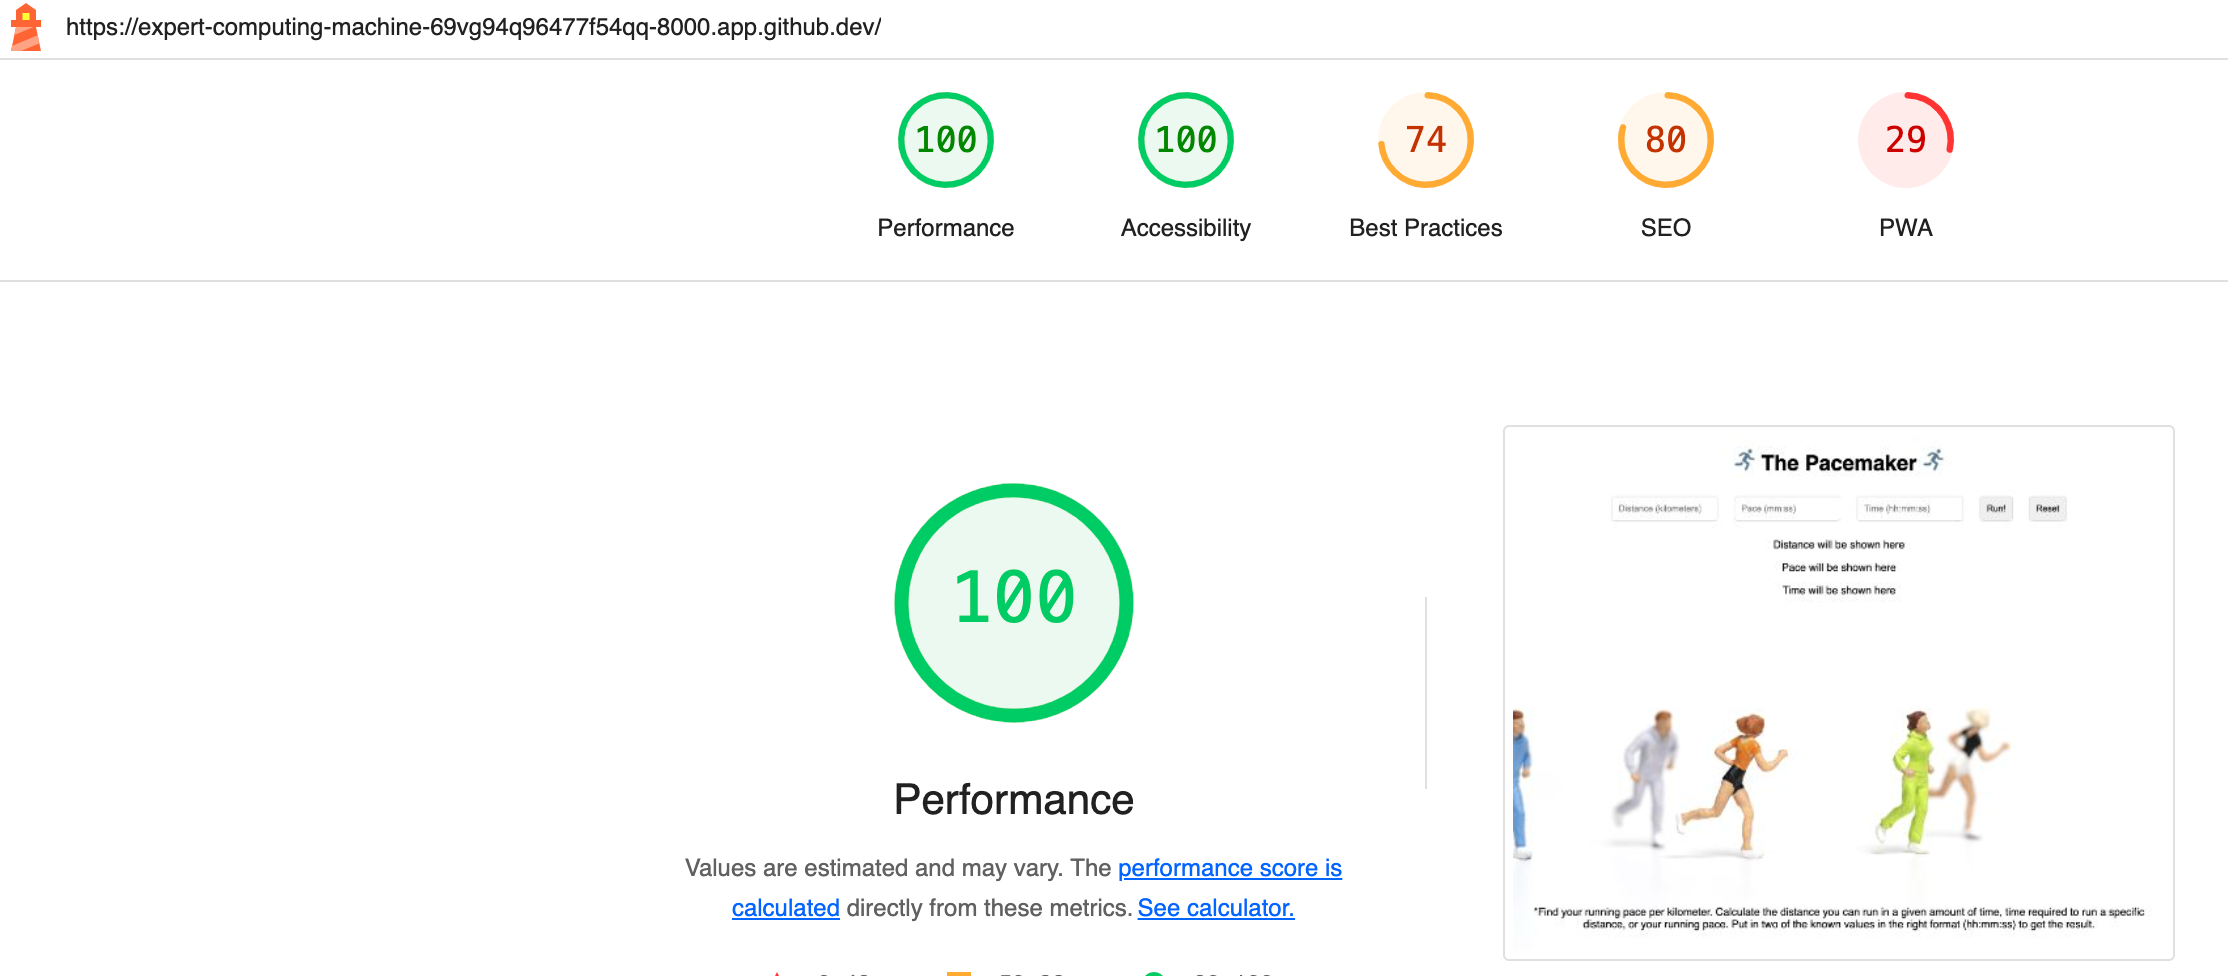 https://expert-computing-machine-69vg94q96477f54qq-8000.app.github.dev/
100 100 74 80 29
Performance Accessibility Best Practices SEO PWA
100
Performance
Values are estimated and may vary. The performance score is
calculated directly from these metrics. See calculator.
The Pacemaker
Distance (kilometers) Pace (mm:ss) Time (hh:mm:ss) Run! Reset
Distance will be shown here
Pace will be shown here
Time will be shown here
*Find your running pace per kilometer. Calculate the distance you can run in a given amount of time, time required to run a specific
distance, or your running pace. Put in two of the known values in the right format (hh:mm:ss) to get the result.